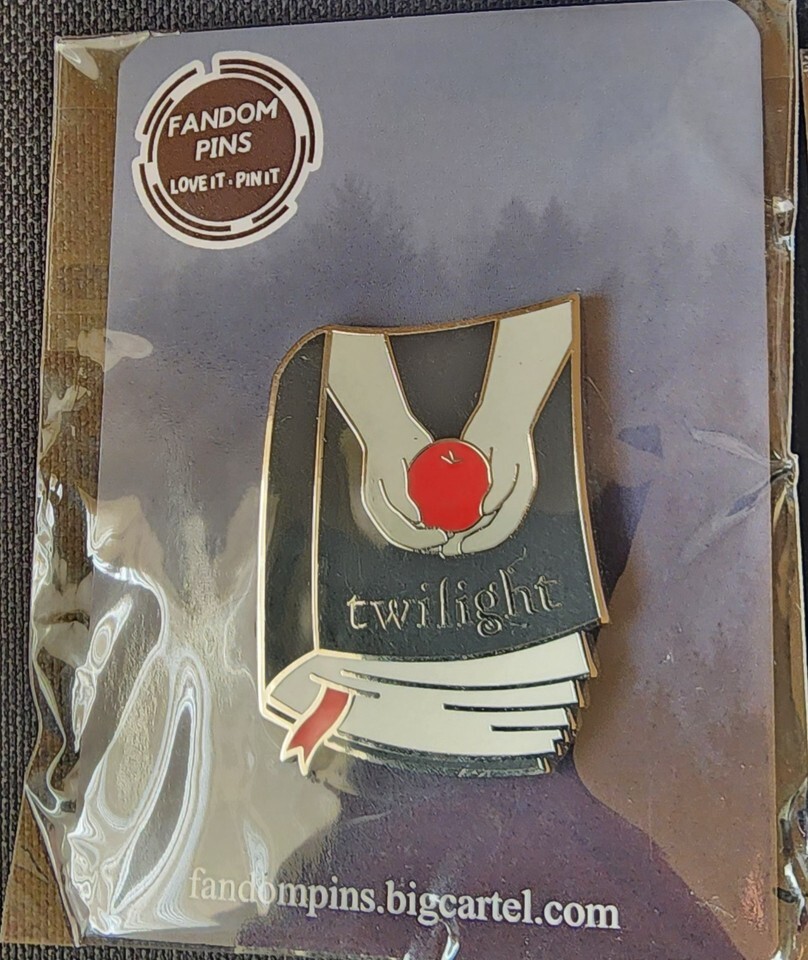 FANDOM
PINS
LOVE IT · PIN IT
twilight
fandompins.bigcartel.com